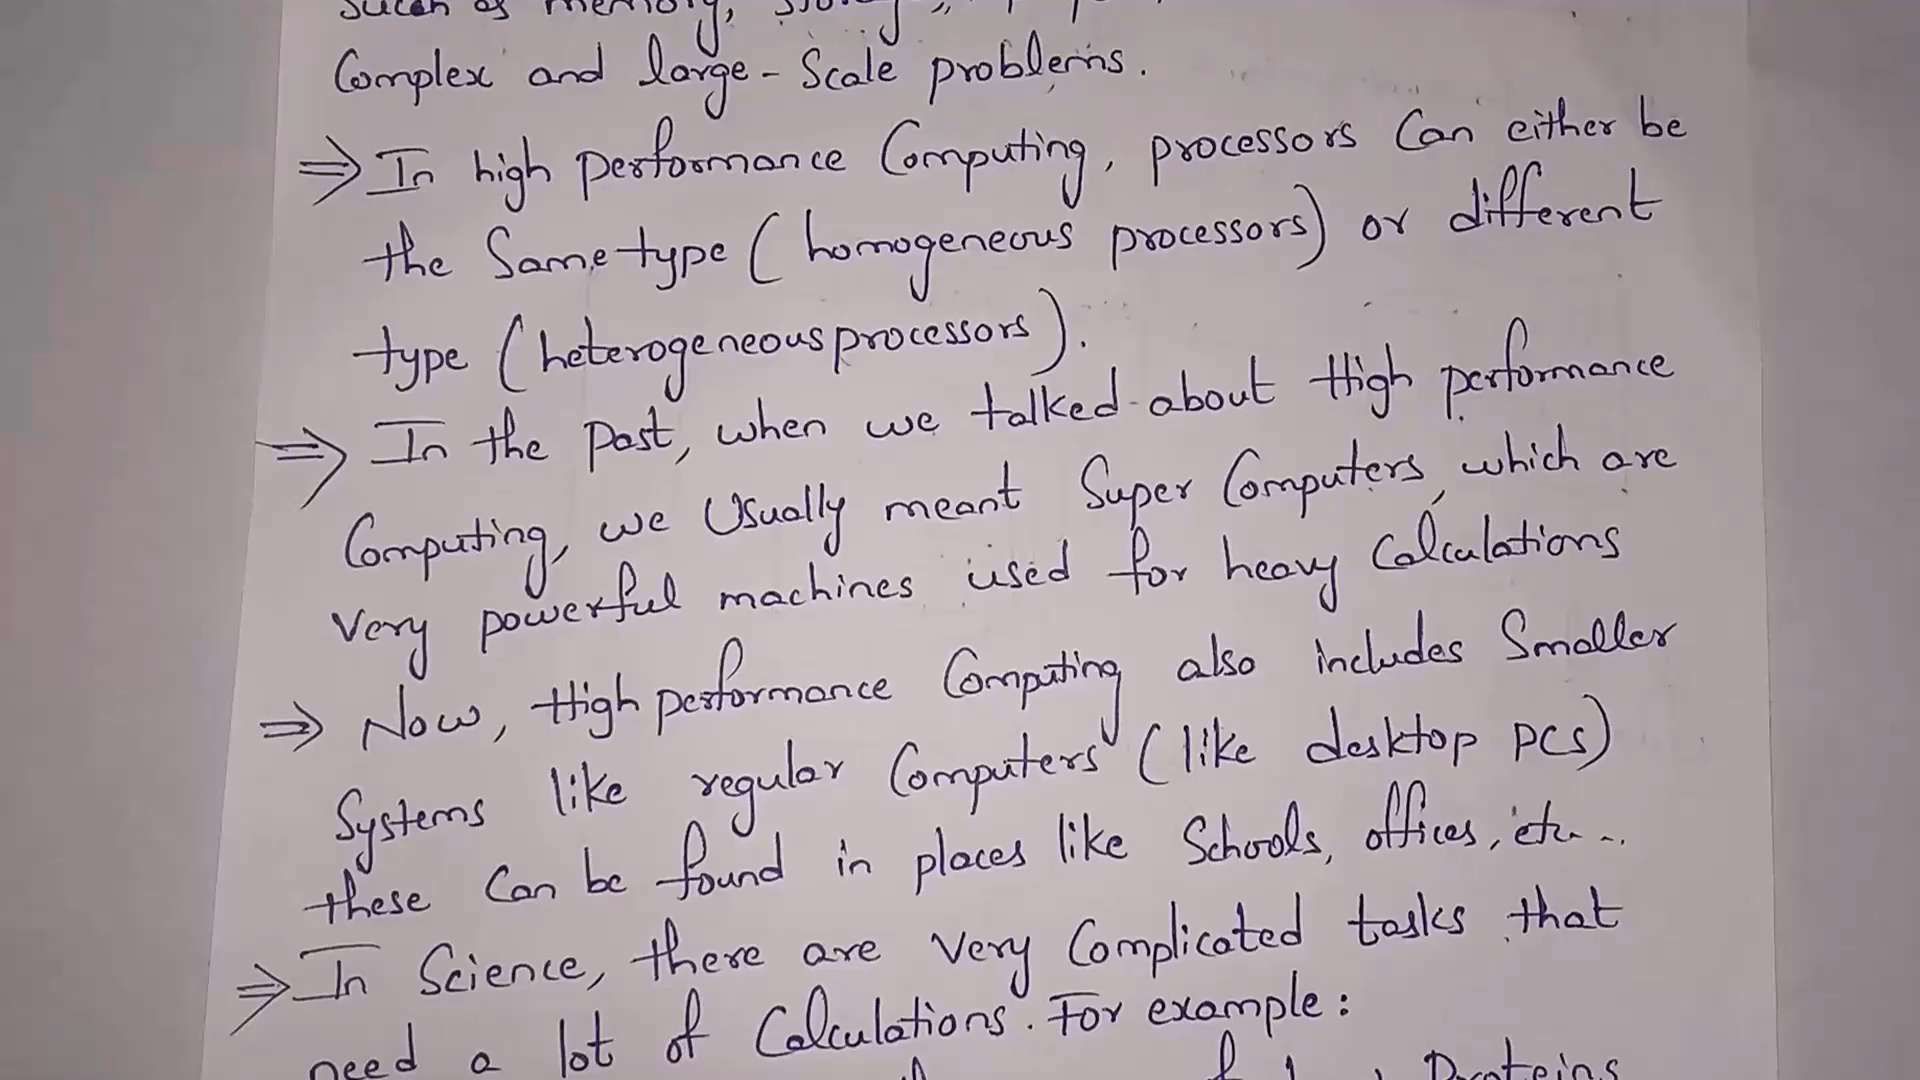 such as memory,
Complex and large-Scale problems.
⇒ In high performance Computing, processors Can either be
the Same type (homogeneous processors) or different
type (heterogeneous processors).
⇒ In the past, when we talked about High performance
Computing, we Usually meant Super Computers, which are
Very powerful machines used for heavy Calculations
⇒ Now, High performance Computing also includes Smaller
Systems like regular Computers (like desktop PCs)
these Can be found in places like Schools, offices, etc...
⇒ In Science, there are very Complicated tasks that
need a lot of Calculations. For example:
Proteins